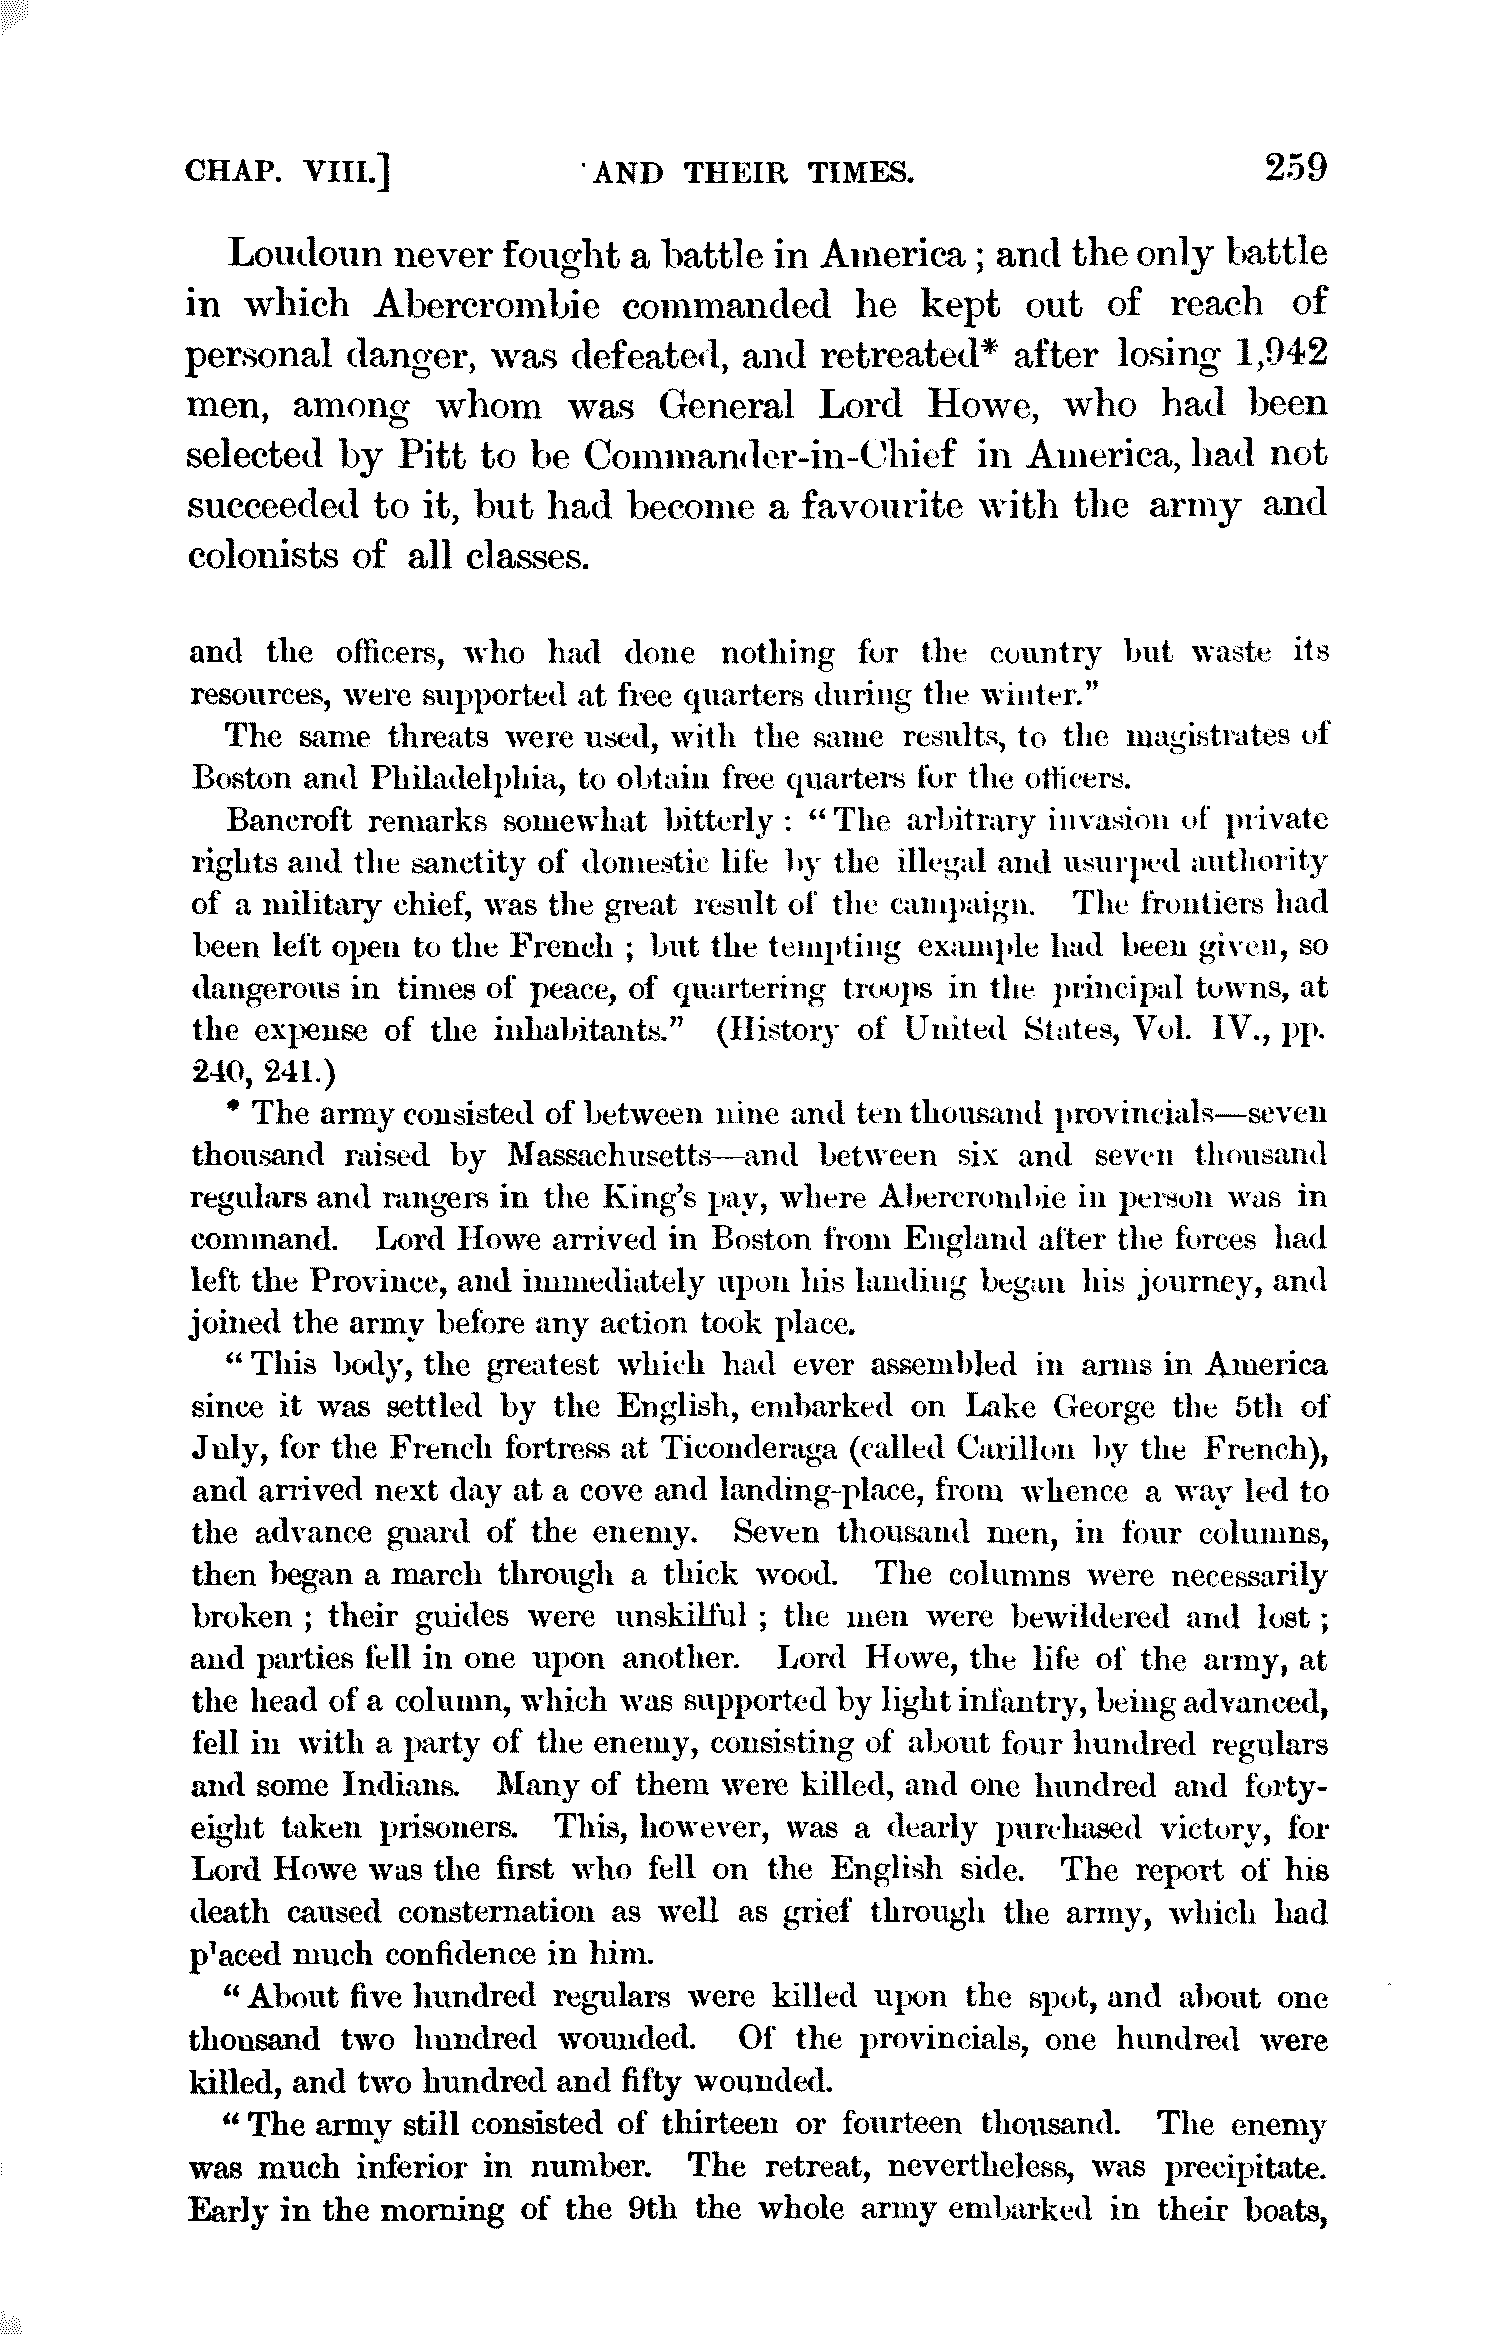 CHAP. VIII.] AND THEIR TIMES. 259
Loudoun never fought a battle in America ; and the only battle
in which Abercrombie commanded he kept out of reach of
personal danger, was defeated, and retreated* after losing 1,942
men, among whom was General Lord Howe, who had been
selected by Pitt to be Commander-in-Chief in America, had not
succeeded to it, but had become a favourite with the army and
colonists of all classes.
and the officers, who had done nothing for the country but waste its
resources, were supported at free quarters during the winter."
The same threats were used, with the same results, to the magistrates of
Boston and Philadelphia, to obtain free quarters for the officers.
Bancroft remarks somewhat bitterly : " The arbitrary invasion of private
rights and the sanctity of domestic life by the illegal and usurped authority
of a military chief, was the great result of the campaign. The frontiers had
been left open to the French ; but the tempting example had been given, so
dangerous in times of peace, of quartering troops in the principal towns, at
the expense of the inhabitants." (History of United States, Vol. IV., pp.
240, 241.)
* The army consisted of between nine and ten thousand provincials—seven
thousand raised by Massachusetts—and between six and seven thousand
regulars and rangers in the King's pay, where Abercrombie in person was in
command. Lord Howe arrived in Boston from England after the forces had
left the Province, and immediately upon his landing began his journey, and
joined the army before any action took place.
" This body, the greatest which had ever assembled in arms in America
since it was settled by the English, embarked on Lake George the 5th of
July, for the French fortress at Ticonderaga (called Carillon by the French),
and arrived next day at a cove and landing-place, from whence a way led to
the advance guard of the enemy. Seven thousand men, in four columns,
then began a march through a thick wood. The columns were necessarily
broken ; their guides were unskilful ; the men were bewildered and lost ;
and parties fell in one upon another. Lord Howe, the life of the army, at
the head of a column, which was supported by light infantry, being advanced,
fell in with a party of the enemy, consisting of about four hundred regulars
and some Indians. Many of them were killed, and one hundred and forty-
eight taken prisoners. This, however, was a dearly purchased victory, for
Lord Howe was the first who fell on the English side. The report of his
death caused consternation as well as grief through the army, which had
p'aced much confidence in him.
" About five hundred regulars were killed upon the spot, and about one
thousand two hundred wounded. Of the provincials, one hundred were
killed, and two hundred and fifty wounded.
" The army still consisted of thirteen or fourteen thousand. The enemy
was much inferior in number. The retreat, nevertheless, was precipitate.
Early in the morning of the 9th the whole army embarked in their boats,